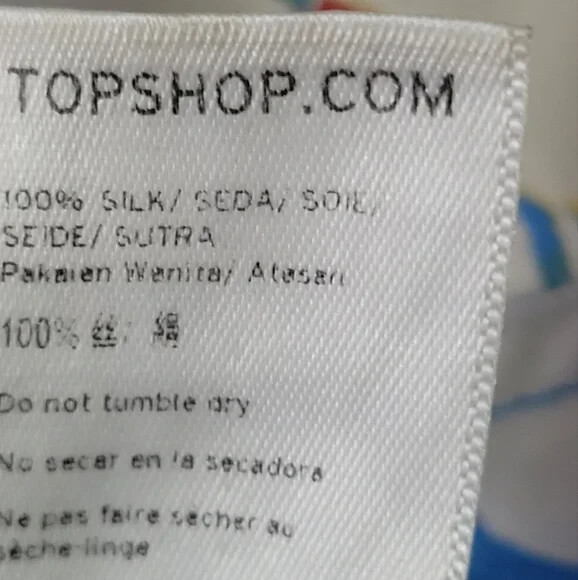 TOPSHOP.COM
100% SILK/ SEDA/ SOIE/
SEIDE/ SUTRA
Pakaian Wanita/ Atasan
100% 丝/ 絹
Do not tumble dry
No secar en la secadora
Ne pas faire secher au
sèche-linge